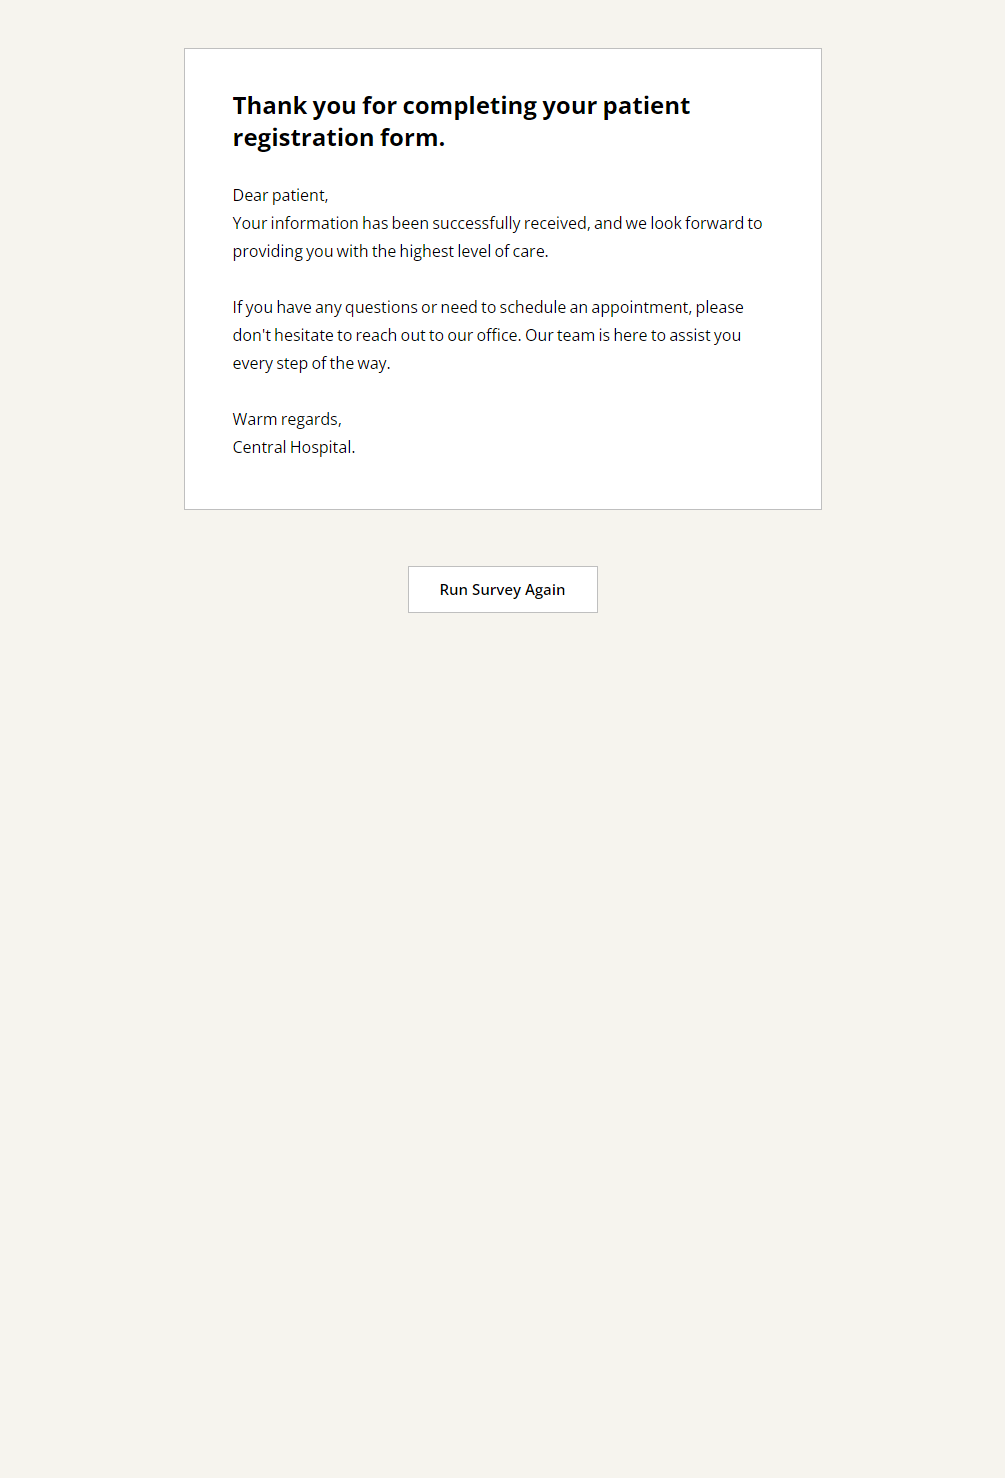 Thank you for completing your patient
registration form.
Dear patient,
Your information has been successfully received, and we look forward to
providing you with the highest level of care.
If you have any questions or need to schedule an appointment, please
don't hesitate to reach out to our office. Our team is here to assist you
every step of the way.
Warm regards,
Central Hospital.
Run Survey Again